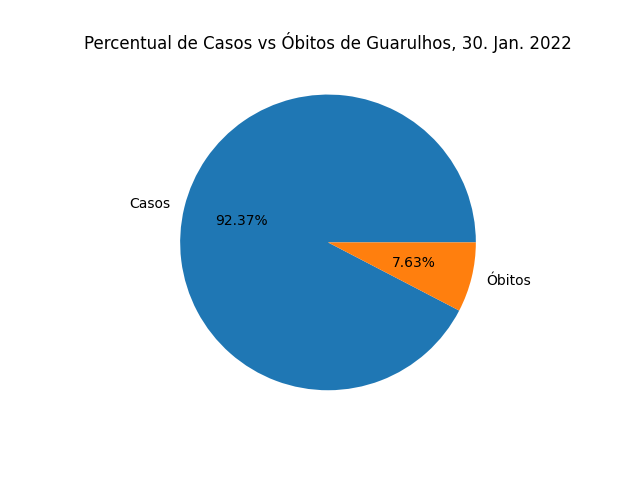 Percentual de Casos vs Óbitos de Guarulhos, 30. Jan. 2022
Casos
92.37%
7.63%
Óbitos